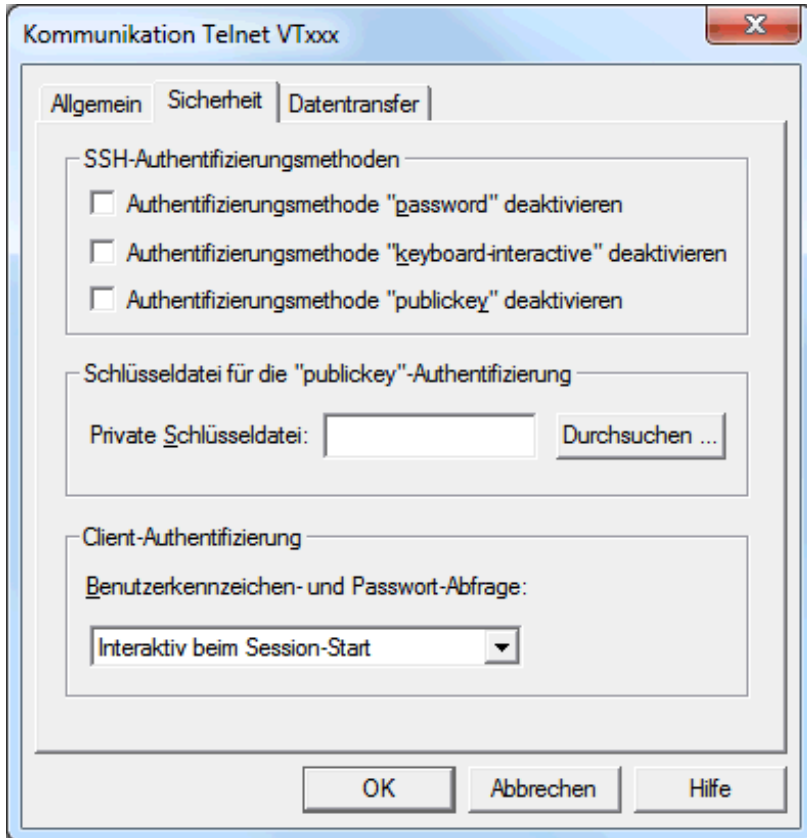 Kommunikation Telnet VTxxx
Allgemein Sicherheit Datentransfer
SSH-Authentifizierungsmethoden
Authentifizierungsmethode "password" deaktivieren
Authentifizierungsmethode "keyboard-interactive" deaktivieren
Authentifizierungsmethode "publickey" deaktivieren
Schlüsseldatei für die "publickey"-Authentifizierung
Private Schlüsseldatei: Durchsuchen ...
Client-Authentifizierung
Benutzerkennzeichen- und Passwort-Abfrage:
Interaktiv beim Session-Start
OK Abbrechen Hilfe